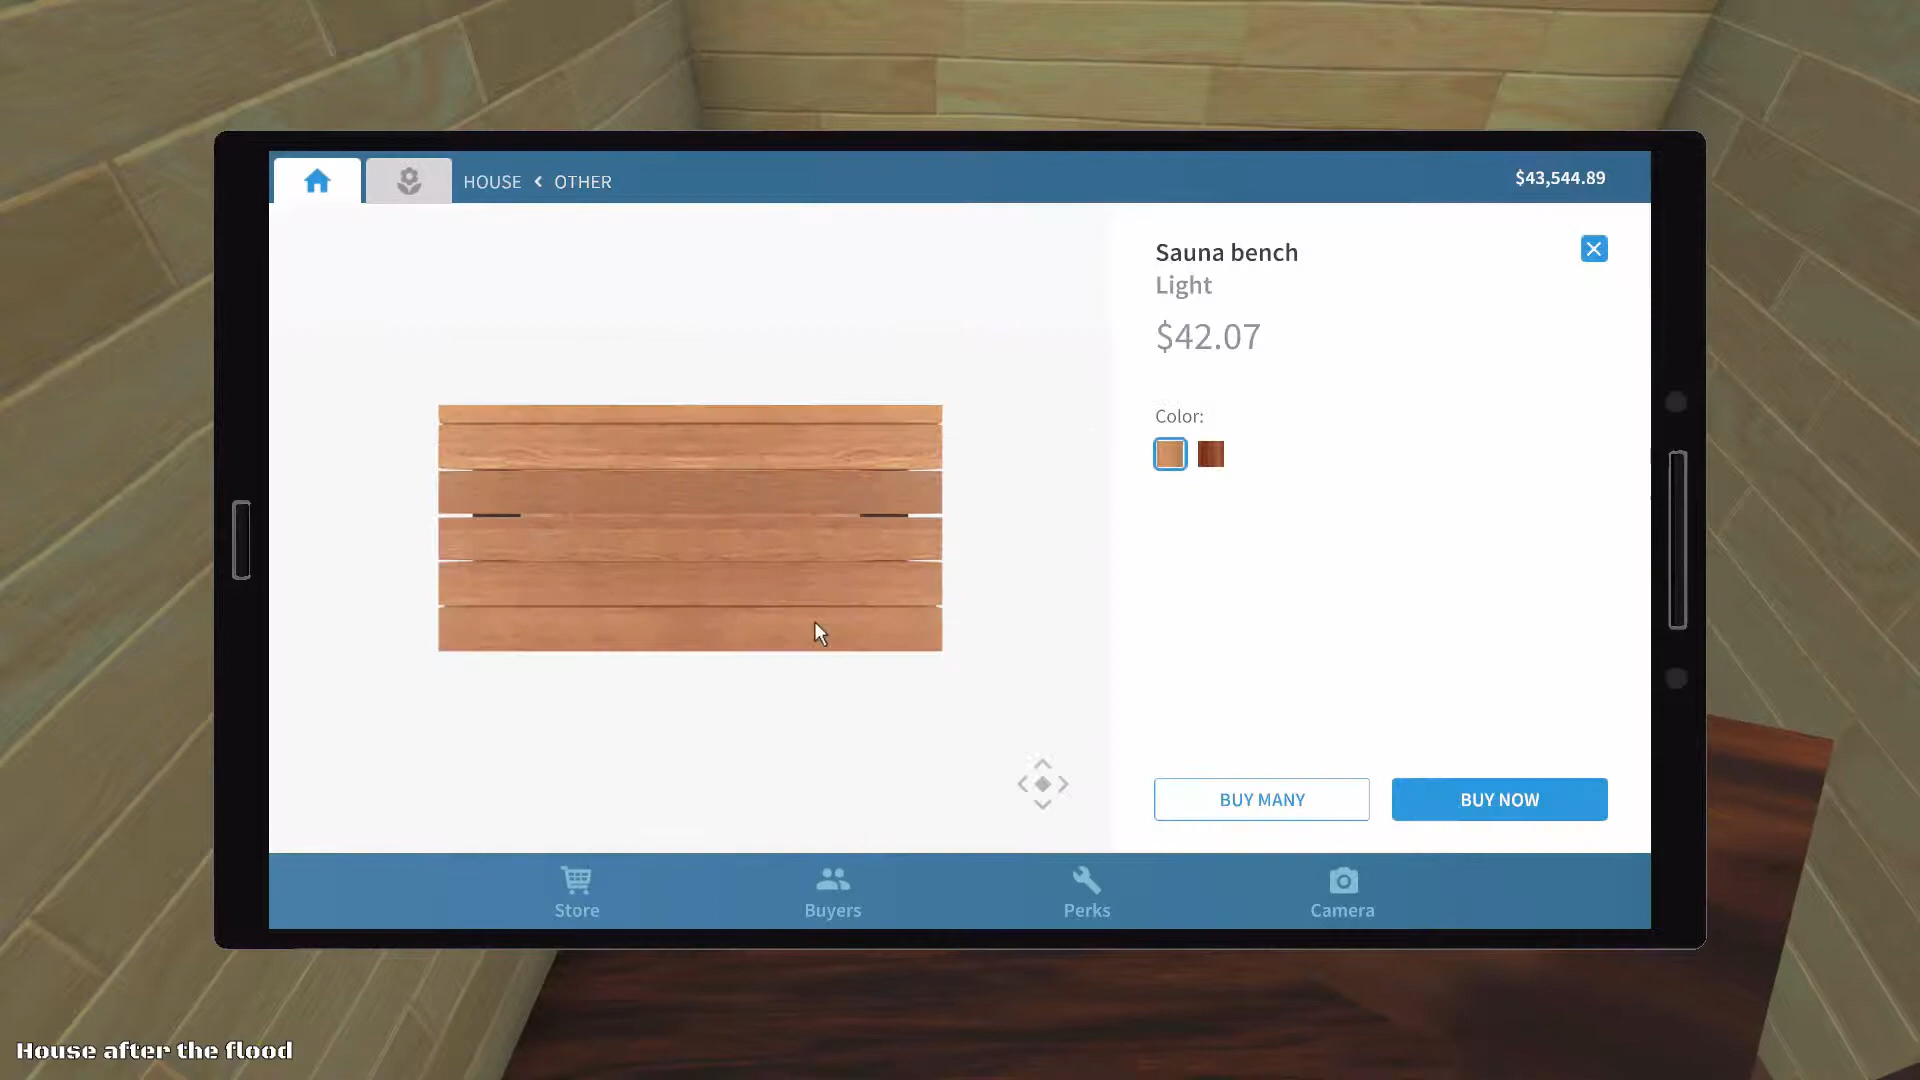 HOUSE < OTHER
$43,544.89
Sauna bench
Light
$42.07
Color:
BUY MANY
BUY NOW
Store
Buyers
Perks
Camera
House after the flood